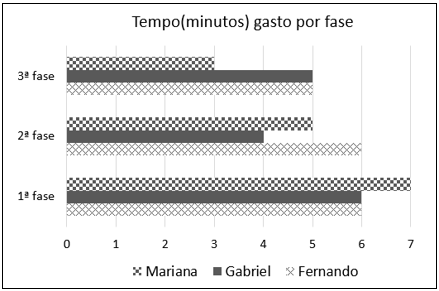 Tempo(minutos) gasto por fase
3ª fase
2ª fase
1ª fase
0 1 2 3 4 5 6 7
Mariana Gabriel Fernando